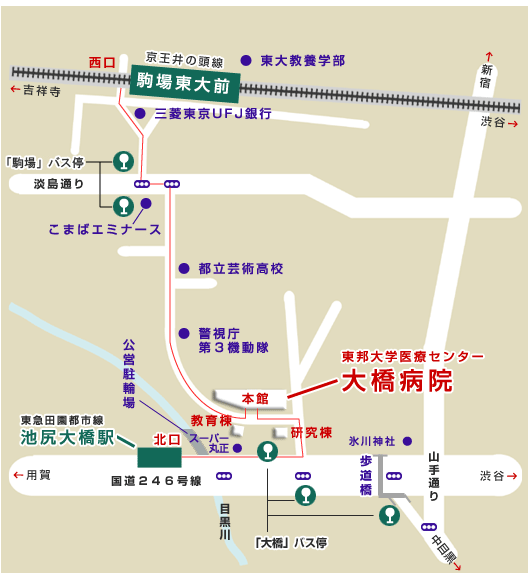 京王井の頭線
東大教養学部
西口
駒場東大前
新宿
←吉祥寺
三菱東京UFJ銀行
渋谷→
「駒場」バス停
淡島通り
こまばエミナース
都立芸術高校
警視庁
第3機動隊
公営駐輪場
東邦大学医療センター
大橋病院
本館
教育棟
研究棟
東急田園都市線
池尻大橋駅
北口
スーパー
丸正
氷川神社
歩道橋
山手通り
←用賀
国道246号線
渋谷→
目黒川
「大橋」バス停
中目黒